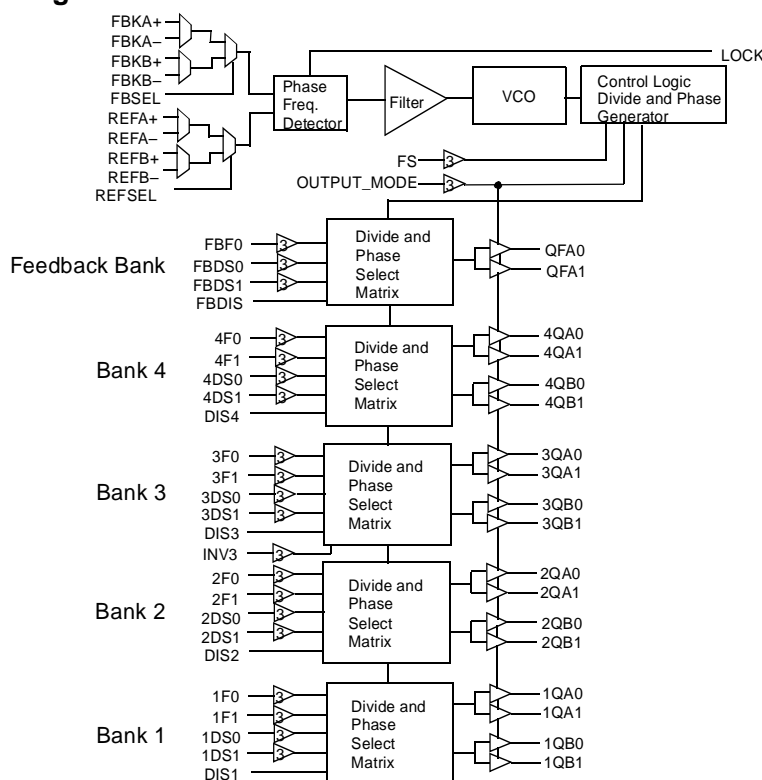 FBKA+
FBKA–
FBKB+
FBKB–
FBSEL
REFA+
REFA–
REFB+
REFB–
REFSEL
Phase
Freq.
Detector
Filter
VCO
Control Logic
Divide and Phase
Generator
LOCK
FS
3
OUTPUT_MODE
3
Feedback Bank
FBF0
3
FBDS0
3
FBDS1
3
FBDIS
Divide and
Phase
Select
Matrix
QFA0
QFA1
Bank 4
4F0
3
4F1
3
4DS0
3
4DS1
3
DIS4
Divide and
Phase
Select
Matrix
4QA0
4QA1
4QB0
4QB1
Bank 3
3F0
3
3F1
3
3DS0
3
3DS1
3
DIS3
INV3
3
Divide and
Phase
Select
Matrix
3QA0
3QA1
3QB0
3QB1
Bank 2
2F0
3
2F1
3
2DS0
3
2DS1
3
DIS2
Divide and
Phase
Select
Matrix
2QA0
2QA1
2QB0
2QB1
Bank 1
1F0
3
1F1
3
1DS0
3
1DS1
3
DIS1
Divide and
Phase
Select
Matrix
1QA0
1QA1
1QB0
1QB1